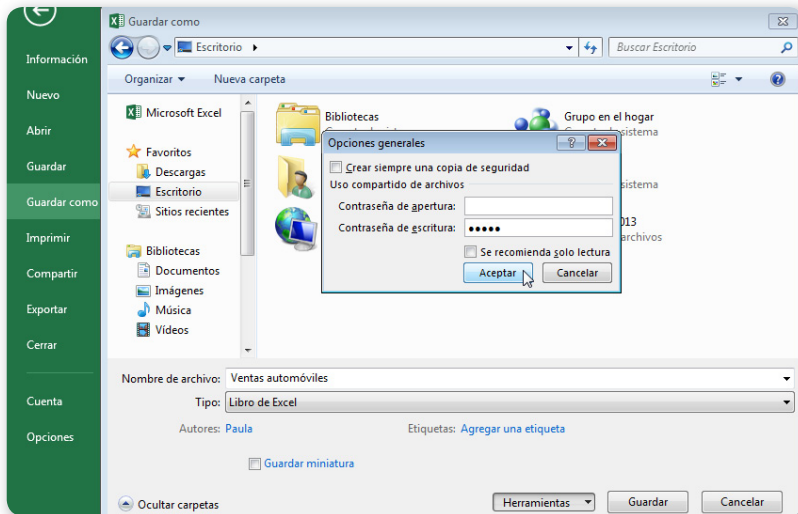 Guardar como
Información
Nuevo
Abrir
Guardar
Guardar como
Imprimir
Compartir
Exportar
Cerrar
Cuenta
Opciones
Escritorio
Buscar Escritorio
Organizar
Nueva carpeta
Microsoft Excel
Favoritos
Descargas
Escritorio
Sitios recientes
Bibliotecas
Documentos
Imágenes
Música
Vídeos
Bibliotecas
Grupo en el hogar
sistema
sistema
013
archivos
Opciones generales
Crear siempre una copia de seguridad
Uso compartido de archivos
Contraseña de apertura:
Contraseña de escritura: •••••
Se recomienda solo lectura
Aceptar
Cancelar
Nombre de archivo: Ventas automóviles
Tipo: Libro de Excel
Autores: Paula
Etiquetas: Agregar una etiqueta
Guardar miniatura
Ocultar carpetas
Herramientas
Guardar
Cancelar